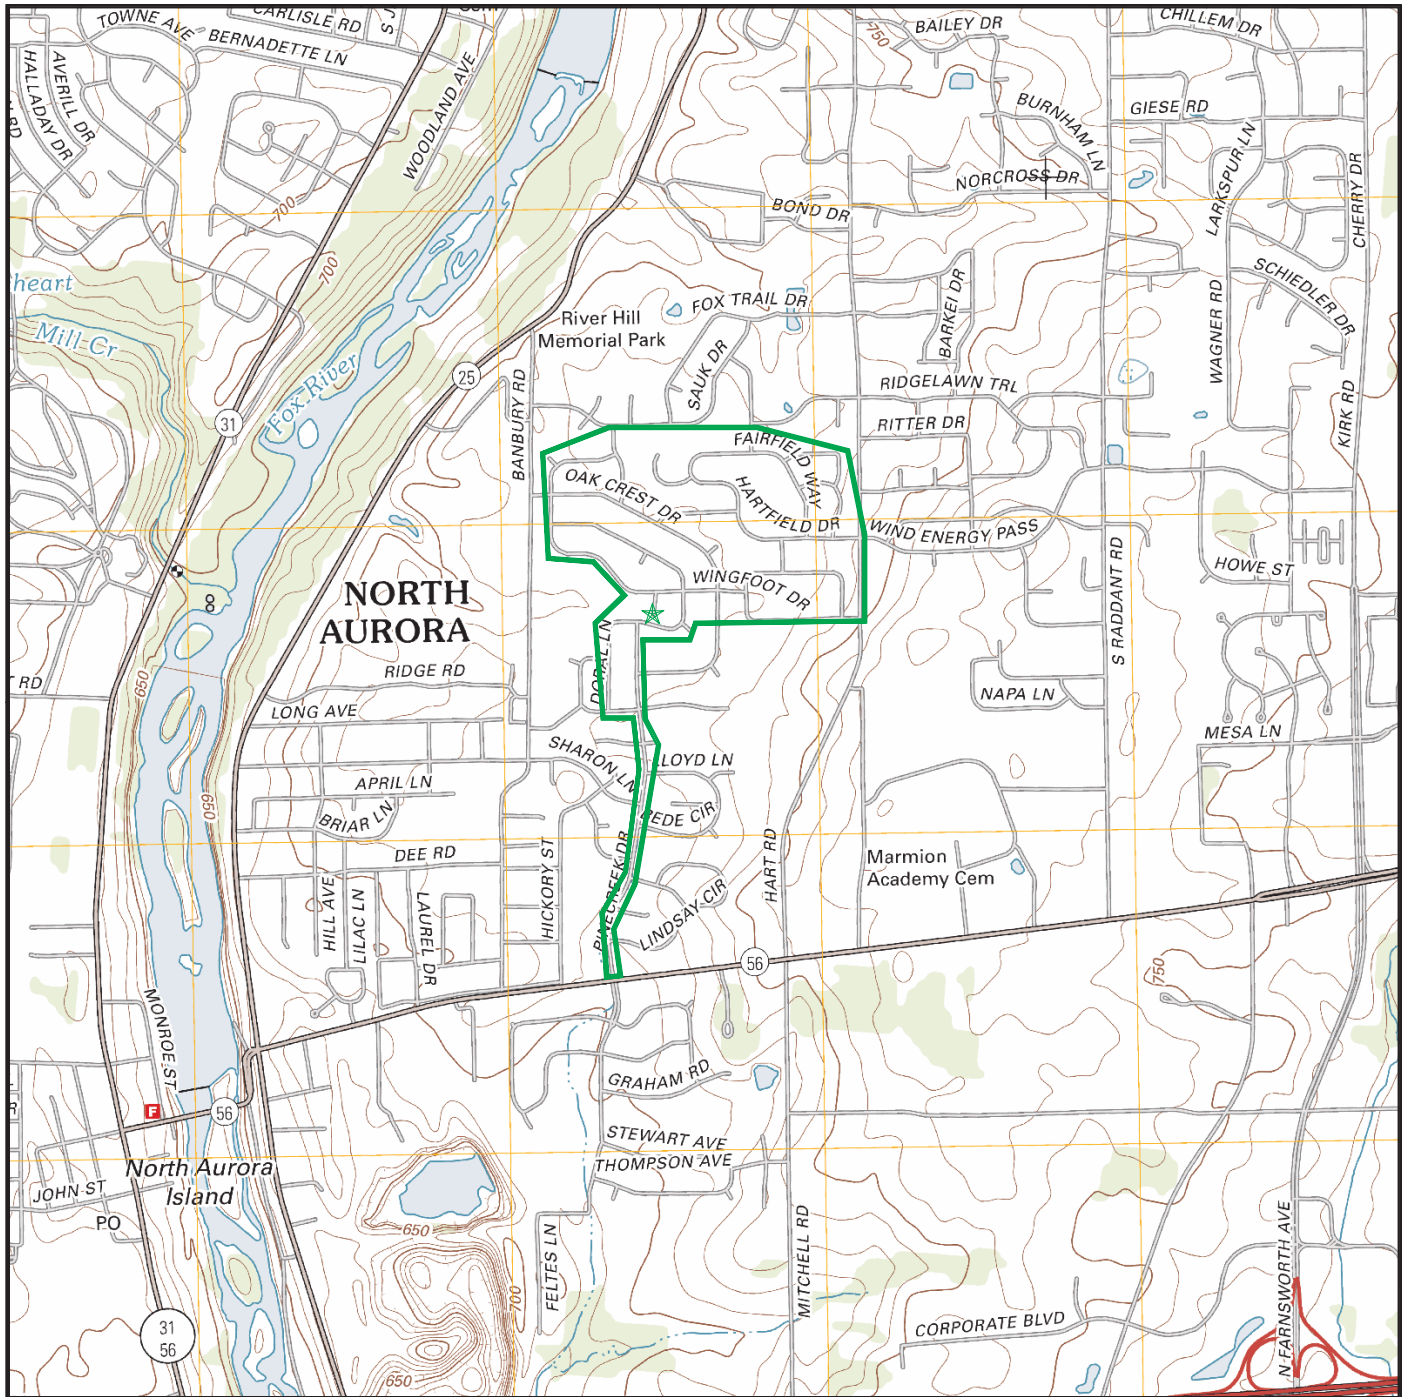 TOWNE AVE
CARLISLE RD
S J
BERNADETTE LN
HALLADAY DR
AVERILL DR
WOODLAND AVE
750
BAILEY DR
CHILLEM DR
BURNHAM LN
GIESE RD
NORCROSS DR
LARKSPUR LN
CHERRY DR
BOND DR
700
700
heart
Mill Cr
Fox River
River Hill
Memorial Park
FOX TRAIL DR
SAUK DR
BARKEI DR
SCHIEDLER DR
WAGNER RD
KIRK RD
25
31
BANBURY RD
RIDGELAWN TRL
RITTER DR
FAIRFIELD WAY
OAK CREST DR
HARTFIELD DR
WIND ENERGY PASS
HOWE ST
S RADDANT RD
NORTH
AURORA
WINGFOOT DR
DORAL LN
RIDGE RD
T RD
650
650
LONG AVE
NAPA LN
MESA LN
SHARON LN
LLOYD LN
APRIL LN
BRIAR LN
BEDE CIR
DEE RD
HICKORY ST
PINECREEK DR
LINDSAY CIR
HART RD
Marmion
Academy Cem
HILL AVE
LILAC LN
LAUREL DR
56
750
MONROE ST
F
56
GRAHAM RD
STEWART AVE
THOMPSON AVE
North Aurora
Island
JOHN ST
PO
650
700
FELTES LN
MITCHELL RD
N FARNSWORTH AVE
CORPORATE BLVD
31
56
650